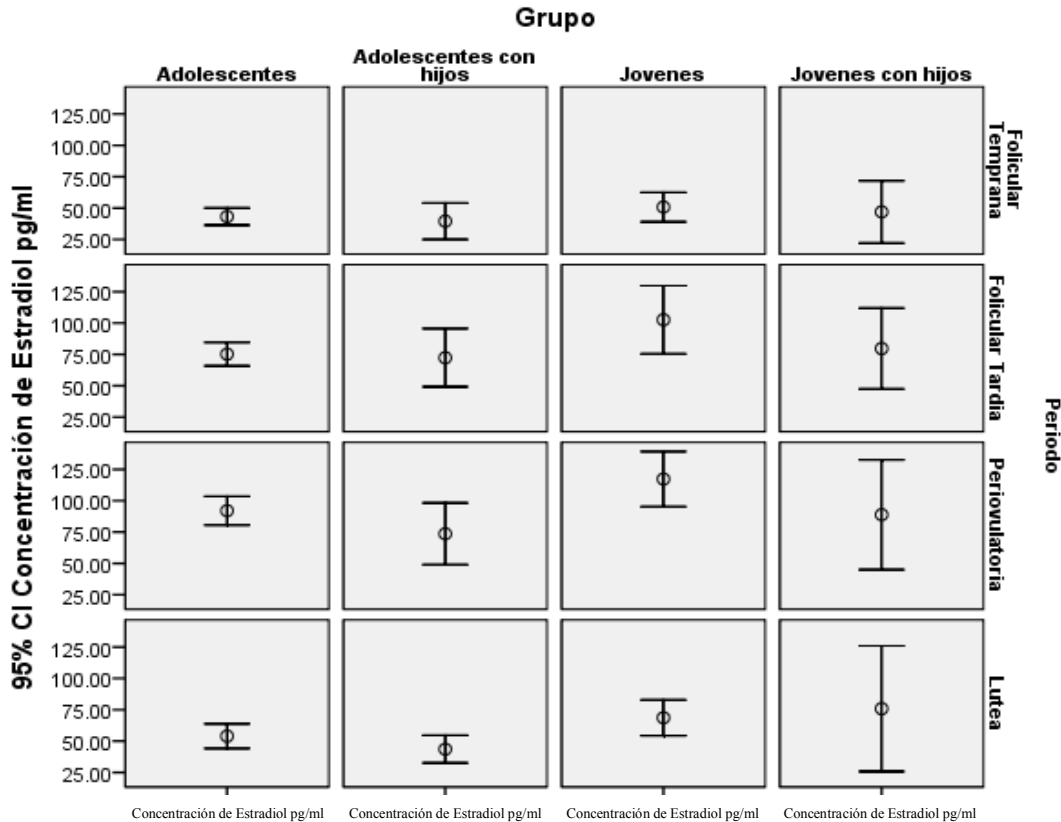 Grupo
Adolescentes
Adolescentes con
hijos
Jovenes
Jovenes con hijos
95% CI Concentración de Estradiol pg/ml
125.00
100.00
75.00
50.00
25.00
Folicular
Temprana
125.00
100.00
75.00
50.00
25.00
Folicular Tardia
125.00
100.00
75.00
50.00
25.00
Periovulatoria
125.00
100.00
75.00
50.00
25.00
Lutea
Periodo
Concentración de Estradiol pg/ml
Concentración de Estradiol pg/ml
Concentración de Estradiol pg/ml
Concentración de Estradiol pg/ml